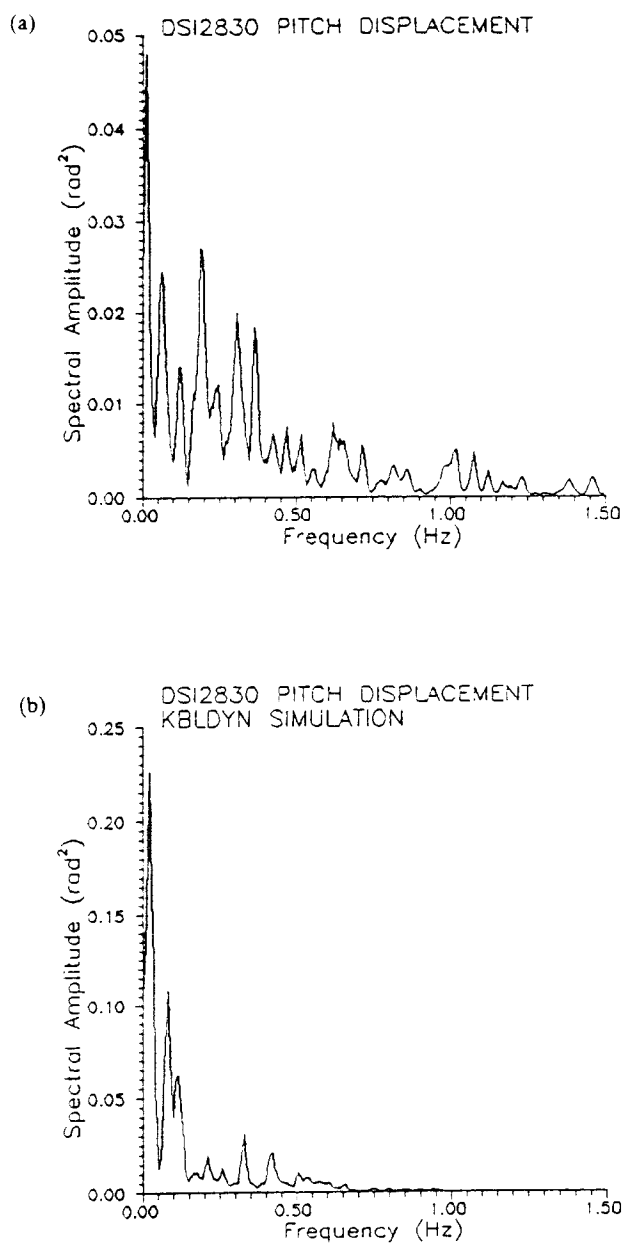 (a)
DSI2830 PITCH DISPLACEMENT
0.05
0.04
0.03
0.02
0.01
0.00
Spectral Amplitude (rad²)
0.00
0.50
1.00
1.50
Frequency (Hz)
(b)
DSI2830 PITCH DISPLACEMENT
KBLDYN SIMULATION
0.25
0.20
0.15
0.10
0.05
0.00
Spectral Amplitude (rad²)
0.00
0.50
1.00
1.50
Frequency (Hz)